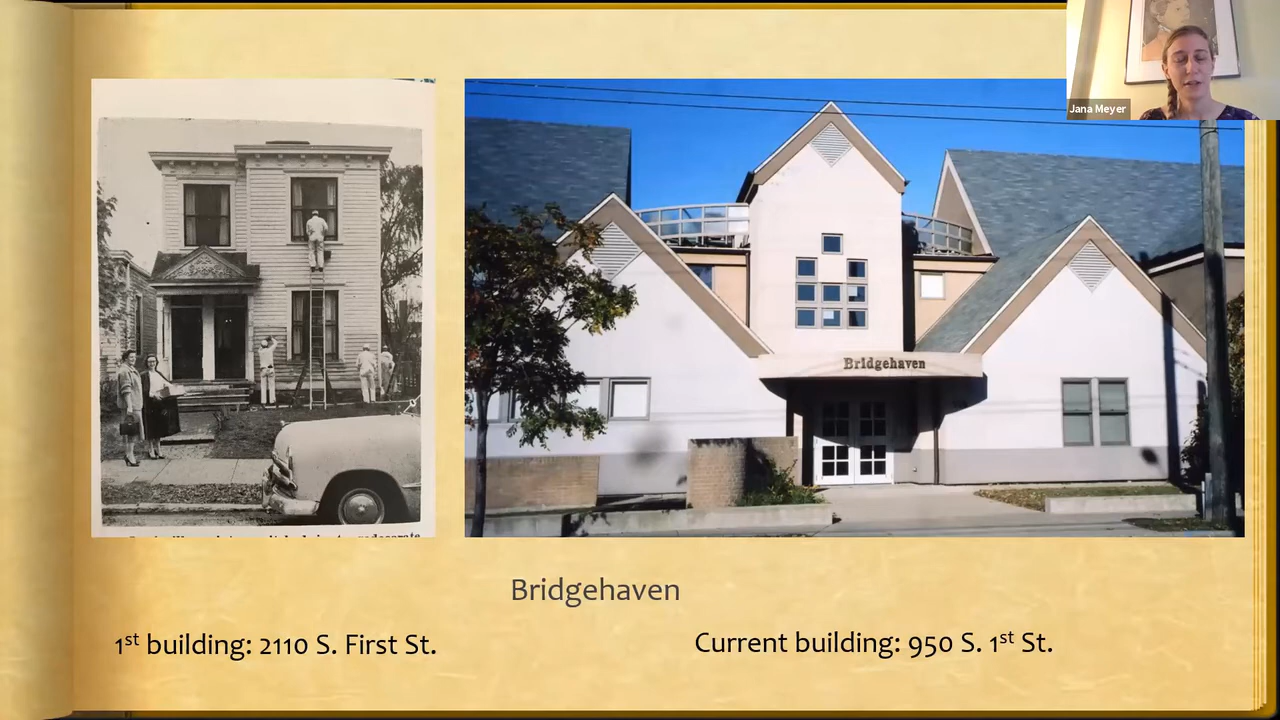 Jana Meyer
Bridgehaven
Bridgehaven
1st building: 2110 S. First St.
Current building: 950 S. 1st St.